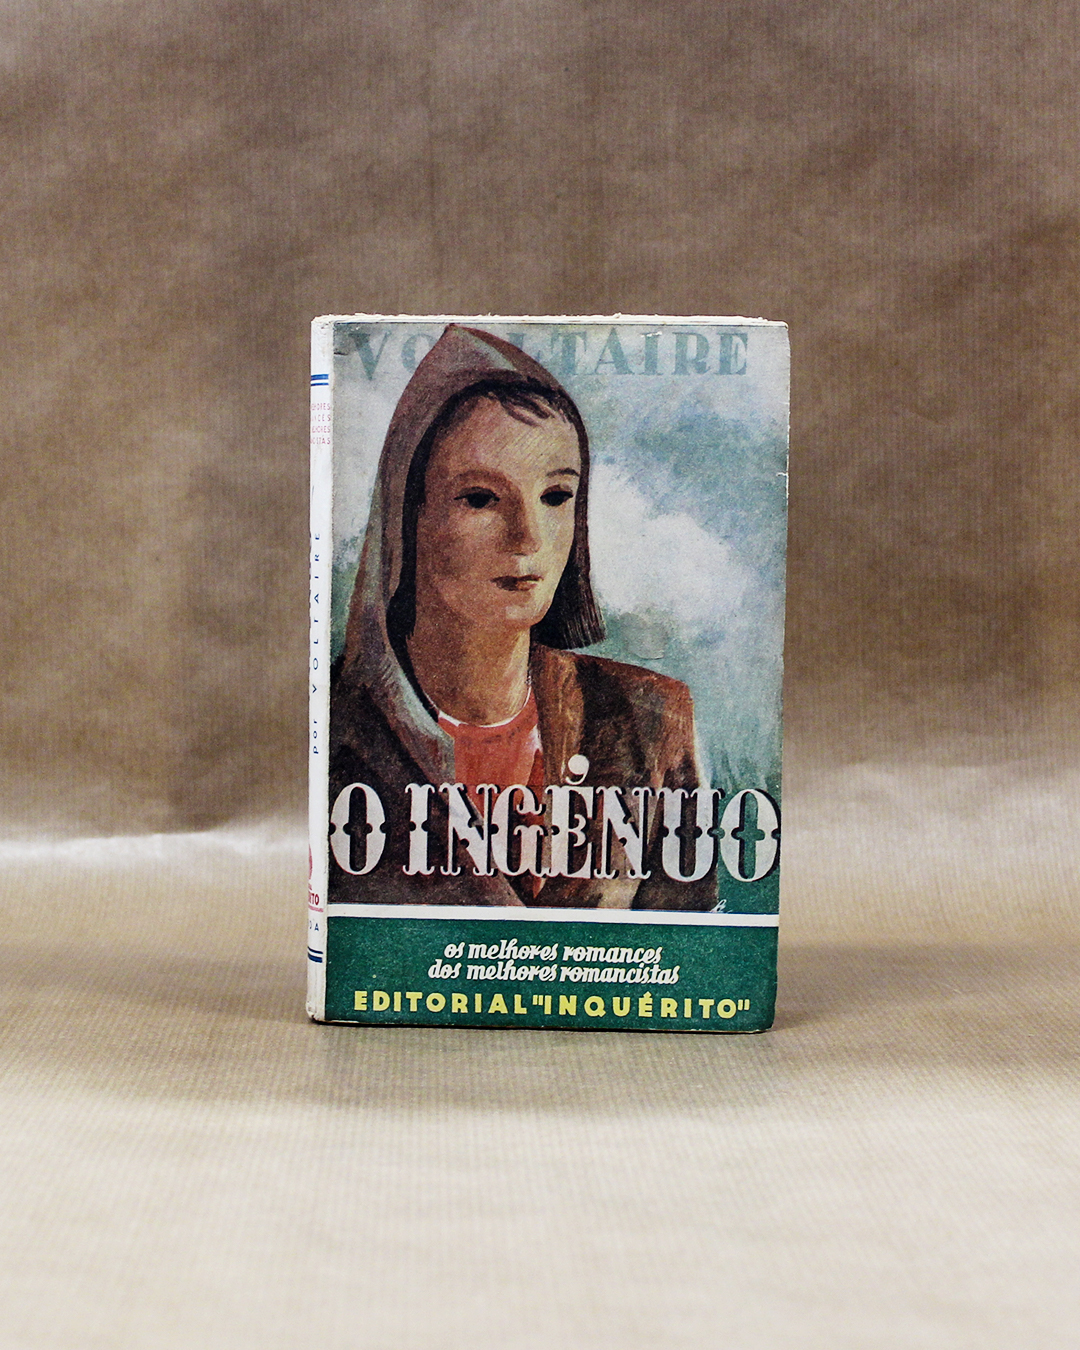 VOLTAIRE
O INGÉNUO
os melhores romances
dos melhores romancistas
EDITORIAL "INQUÉRITO"
por VOLTAIRE